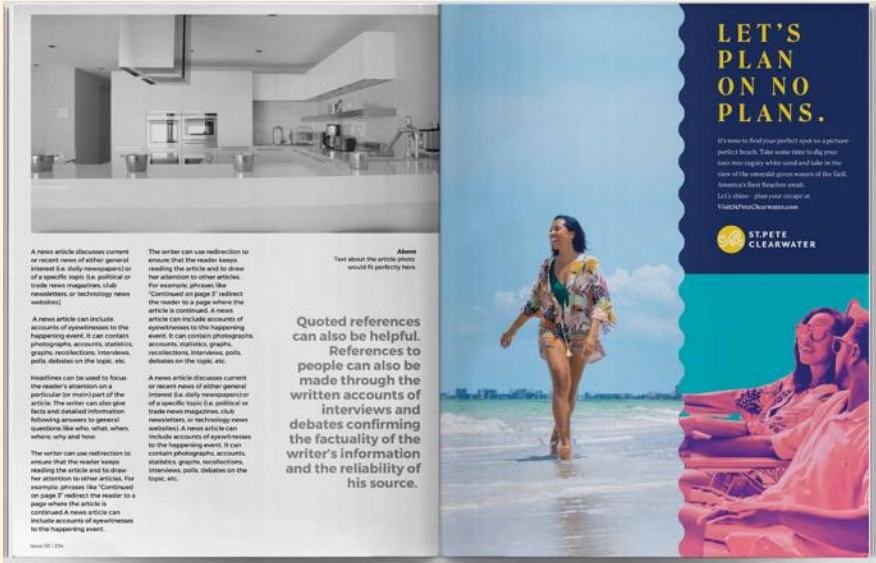 A news article discusses current
or recent news of either general
interest (i.e. daily newspapers) or
of a specific topic (i.e. political or
trade news magazines, club
newsletters, or technology news
websites).
A news article can include
accounts of eyewitnesses to the
happening event. It can contain
photographs, accounts, statistics,
graphs, recollections, interviews,
polls, debates on the topic, etc.
Headlines can be used to focus
the reader's attention on a
particular (or main) part of the
article. The writer can also give
facts and detailed information
following answers to general
questions like who, what, when,
where, why and how.
The writer can use redirection to
ensure that the reader keeps
reading the article and to draw
her attention to other articles. For
example, phrases like "Continued
on page 3" redirect the reader to a
page where the article is
continued.A news article can
include accounts of eyewitnesses
to the happening event.
The writer can use redirection to
ensure that the reader keeps
reading the article and to draw
her attention to other articles.
For example, phrases like
"Continued on page 3" redirect
the reader to a page where the
article is continued. A news
article can include accounts of
eyewitnesses to the happening
event. It can contain photographs,
accounts, statistics, graphs,
recollections, interviews, polls,
debates on the topic, etc.
A news article discusses current
or recent news of either general
interest (i.e. daily newspapers) or
of a specific topic (i.e. political or
trade news magazines, club
newsletters, or technology news
websites). A news article can
include accounts of eyewitnesses
to the happening event. It can
contain photographs, accounts,
statistics, graphs, recollections,
interviews, polls, debates on the
topic, etc.
Above
Text about the article photo
would fit perfectly here.
Quoted references
can also be helpful.
References to
people can also be
made through the
written accounts of
interviews and
debates confirming
the factuality of the
writer's information
and the reliability of
his source.
LET'S
PLAN
ON NO
PLANS.
It's time to find your perfect spot on a picture-
perfect beach. Take some time to dig your
toes into sugary white sand and take in the
view of the emerald-green waters of the Gulf.
America's Best Beaches await.
Let's shine – plan your escape at
VisitStPeteClearwater.com
ST.PETE
CLEARWATER